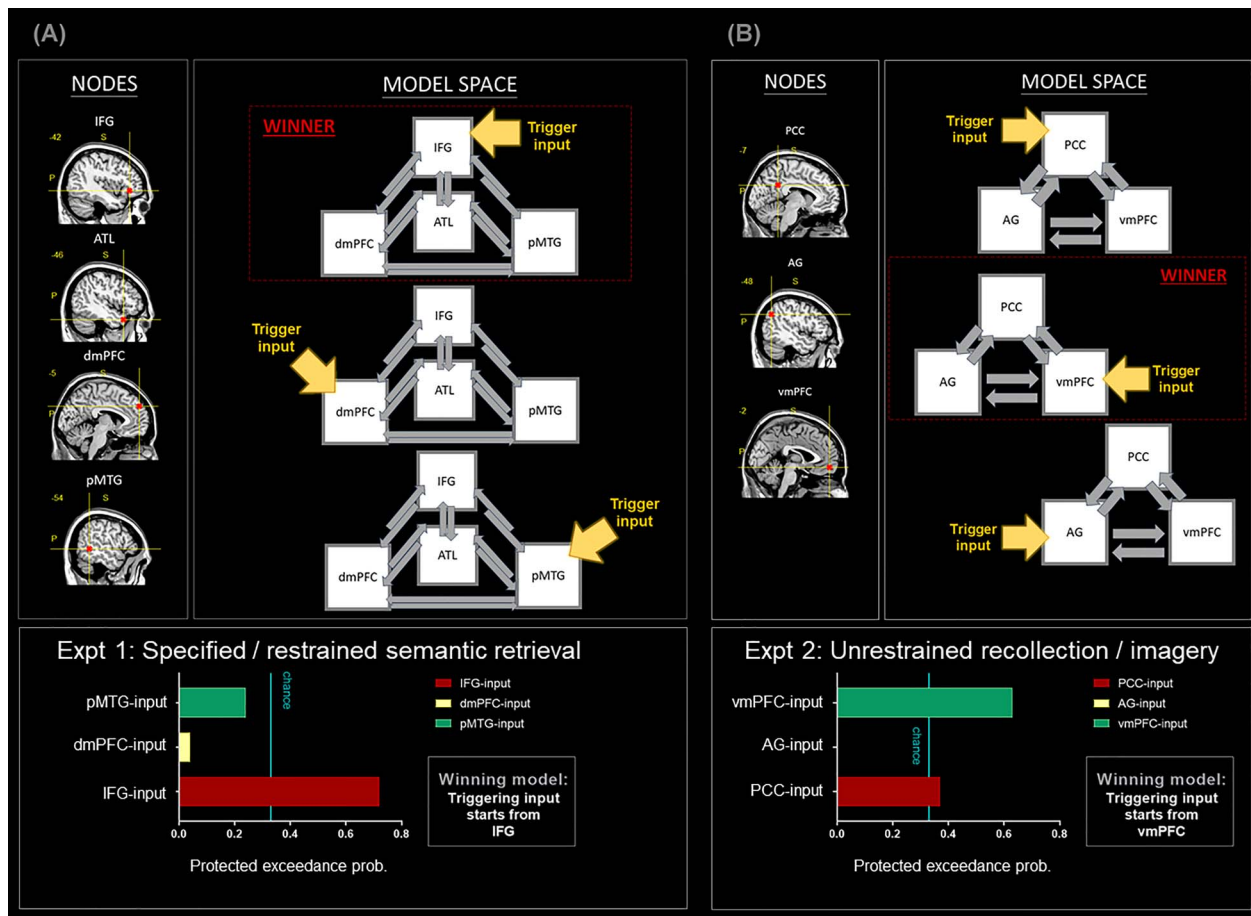 (A)
NODES
IFG
-42
S
P
ATL
-46
S
P
dmPFC
-5
S
P
pMTG
-54
S
P
MODEL SPACE
WINNER
Trigger
input
IFG
ATL
dmPFC
pMTG
Trigger
input
IFG
ATL
dmPFC
pMTG
Trigger
input
IFG
ATL
dmPFC
pMTG
Expt 1: Specified / restrained semantic retrieval
pMTG-input
dmPFC-input
IFG-input
chance
0.0 0.2 0.4 0.6 0.8
Protected exceedance prob.
IFG-input
dmPFC-input
pMTG-input
Winning model:
Triggering input
starts from
IFG
(B)
NODES
PCC
-7
S
P
AG
-48
S
P
vmPFC
-2
S
P
MODEL SPACE
Trigger
input
PCC
AG
vmPFC
WINNER
PCC
AG
vmPFC
Trigger
input
PCC
Trigger
input
AG
vmPFC
Expt 2: Unrestrained recollection / imagery
vmPFC-input
AG-input
PCC-input
chance
0.0 0.2 0.4 0.6 0.8
Protected exceedance prob.
PCC-input
AG-input
vmPFC-input
Winning model:
Triggering input
starts from
vmPFC